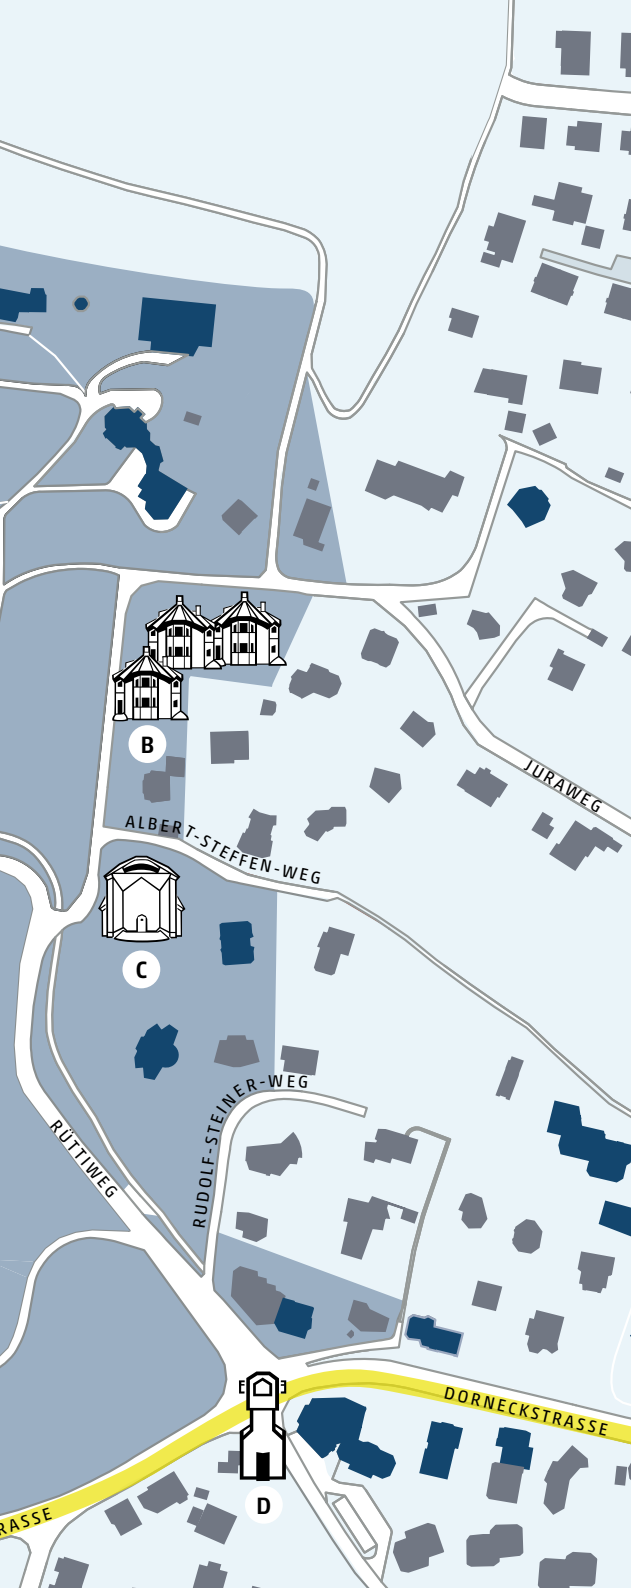 B
JURAWEG
ALBERT-STEFFEN-WEG
C
RUDOLF-STEINER-WEG
RÜTTIWEG
DORNECKSTRASSE
D
RASSE